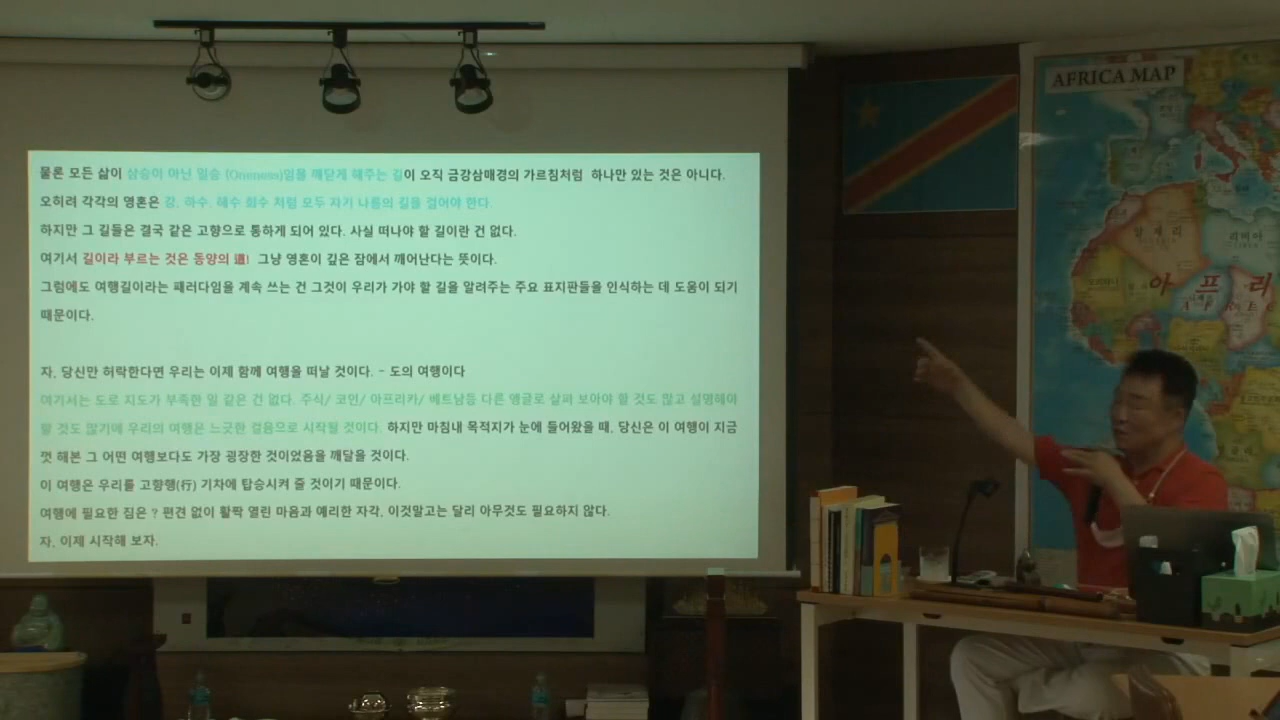 물론 모든 삶이 삼승이 아닌 일승 (Oneness)임을 깨닫게 해주는 길이 오직 금강삼매경의 가르침처럼 하나만 있는 것은 아니다.
오히려 각각의 영혼은 강, 하수, 혜수 회수 처럼 모두 자기 나름의 길을 걸어야 한다.
하지만 그 길들은 결국 같은 고향으로 통하게 되어 있다. 사실 떠나야 할 길이란 건 없다.
여기서 길이라 부르는 것은 동양의 道! 그냥 영혼이 깊은 잠에서 깨어난다는 뜻이다.
그럼에도 여행길이라는 패러다임을 계속 쓰는 건 그것이 우리가 가야 할 길을 알려주는 주요 표지판들을 인식하는 데 도움이 되기
때문이다.
자, 당신만 허락한다면 우리는 이제 함께 여행을 떠날 것이다. - 도의 여행이다
여기서는 도로 지도가 부족한 일 같은 건 없다. 주식/ 코인/ 아프리카/ 베트남등 다른 앵글로 살펴 보아야 할 것도 많고 설명해야
할 것도 많기에 우리의 여행은 느긋한 걸음으로 시작될 것이다. 하지만 마침내 목적지가 눈에 들어왔을 때, 당신은 이 여행이 지금
껏 해본 그 어떤 여행보다도 가장 굉장한 것이었음을 깨달을 것이다.
이 여행은 우리를 고향행(行) 기차에 탑승시켜 줄 것이기 때문이다.
여행에 필요한 짐은 ? 편견 없이 활짝 열린 마음과 예리한 자각, 이것말고는 달리 아무것도 필요하지 않다.
자, 이제 시작해 보자.
AFRICA MAP
알제리
리비아
아프리